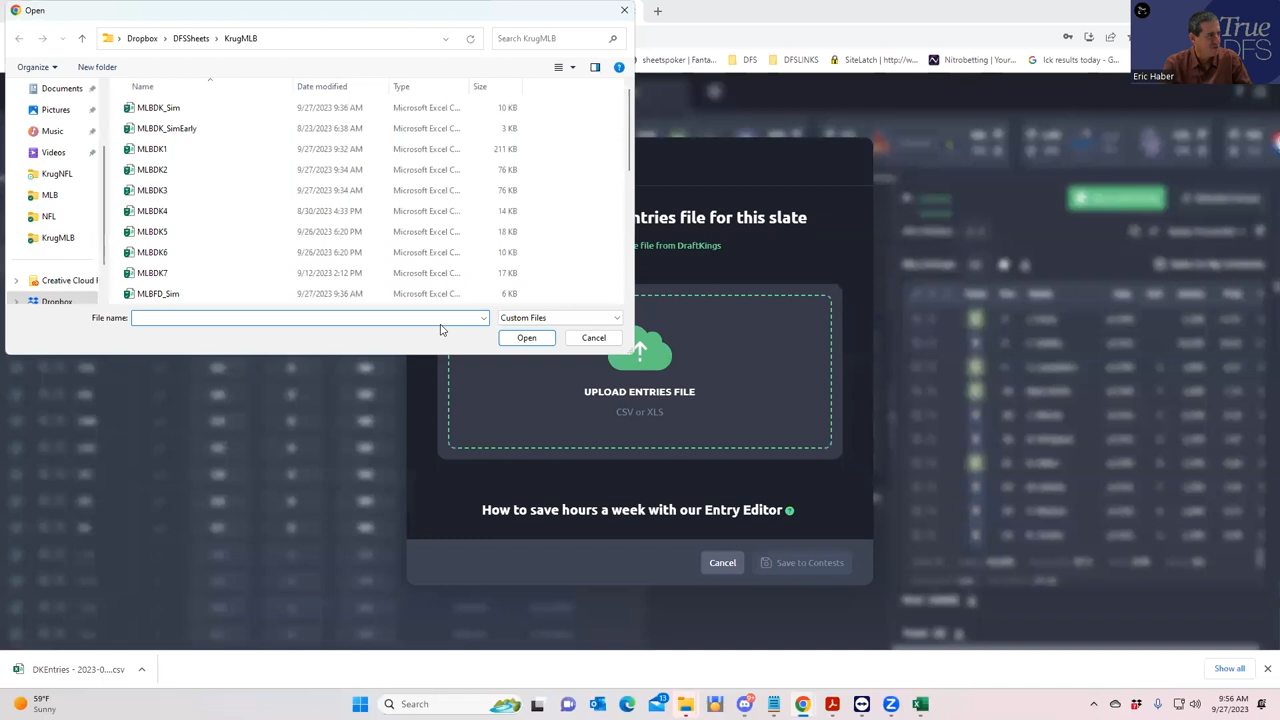 Open
True
DFS
Eric Haber
Dropbox > DFSSheets > KrugMLB
Search KrugMLB
sheetspoker | Fanta...
DFS
DFSLINKS
SiteLatch | http://w...
Nitrobetting | Your...
lck results today - G...
Organize
New folder
Name
Date modified
Type
Size
Documents
Pictures
Music
Videos
KrugNFL
MLB
NFL
KrugMLB
Creative Cloud F
Dropbox
MLBDK_Sim 9/27/2023 9:36 AM Microsoft Excel C... 10 KB
MLBDK_SimEarly 8/23/2023 6:38 AM Microsoft Excel C... 3 KB
MLBDK1 9/27/2023 9:32 AM Microsoft Excel C... 211 KB
MLBDK2 9/27/2023 9:34 AM Microsoft Excel C... 76 KB
MLBDK3 9/27/2023 9:34 AM Microsoft Excel C... 76 KB
MLBDK4 8/30/2023 4:33 PM Microsoft Excel C... 14 KB
MLBDK5 9/26/2023 6:20 PM Microsoft Excel C... 18 KB
MLBDK6 9/26/2023 6:20 PM Microsoft Excel C... 10 KB
MLBDK7 9/12/2023 2:12 PM Microsoft Excel C... 17 KB
MLBFD_Sim 9/27/2023 9:36 AM Microsoft Excel C... 6 KB
File name:
Custom Files
Open
Cancel
ntries file for this slate
e file from DraftKings
UPLOAD ENTRIES FILE
CSV or XLS
How to save hours a week with our Entry Editor
Cancel
Save to Contests
DKEntries - 2023-0....csv
Show all
59°F
Sunny
Search
13
9+
9:56 AM
9/27/2023